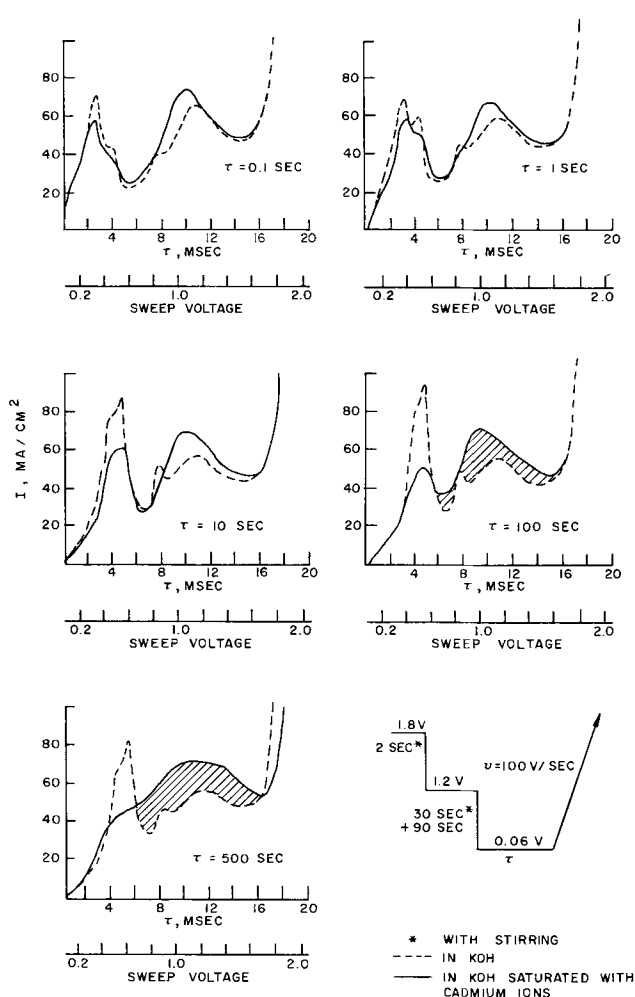 80
60
40
20
τ = 0.1 SEC
4 8 12 16 20
τ , MSEC
0.2 1.0 2.0
SWEEP VOLTAGE
80
60
40
20
τ = 1 SEC
4 8 12 16 20
τ , MSEC
0.2 1.0 2.0
SWEEP VOLTAGE
I , MA/CM²
80
60
40
20
τ = 10 SEC
4 8 12 16 20
τ , MSEC
0.2 1.0 2.0
SWEEP VOLTAGE
80
60
40
20
τ = 100 SEC
4 8 12 16 20
τ , MSEC
0.2 1.0 2.0
SWEEP VOLTAGE
80
60
40
20
τ = 500 SEC
4 8 12 16 20
τ , MSEC
0.2 1.0 2.0
SWEEP VOLTAGE
1.8 V
2 SEC*
1.2 V
30 SEC*
+ 90 SEC
0.06 V
τ
υ = 100 V/SEC
* WITH STIRRING
--- IN KOH
— IN KOH SATURATED WITH
CADMIUM IONS